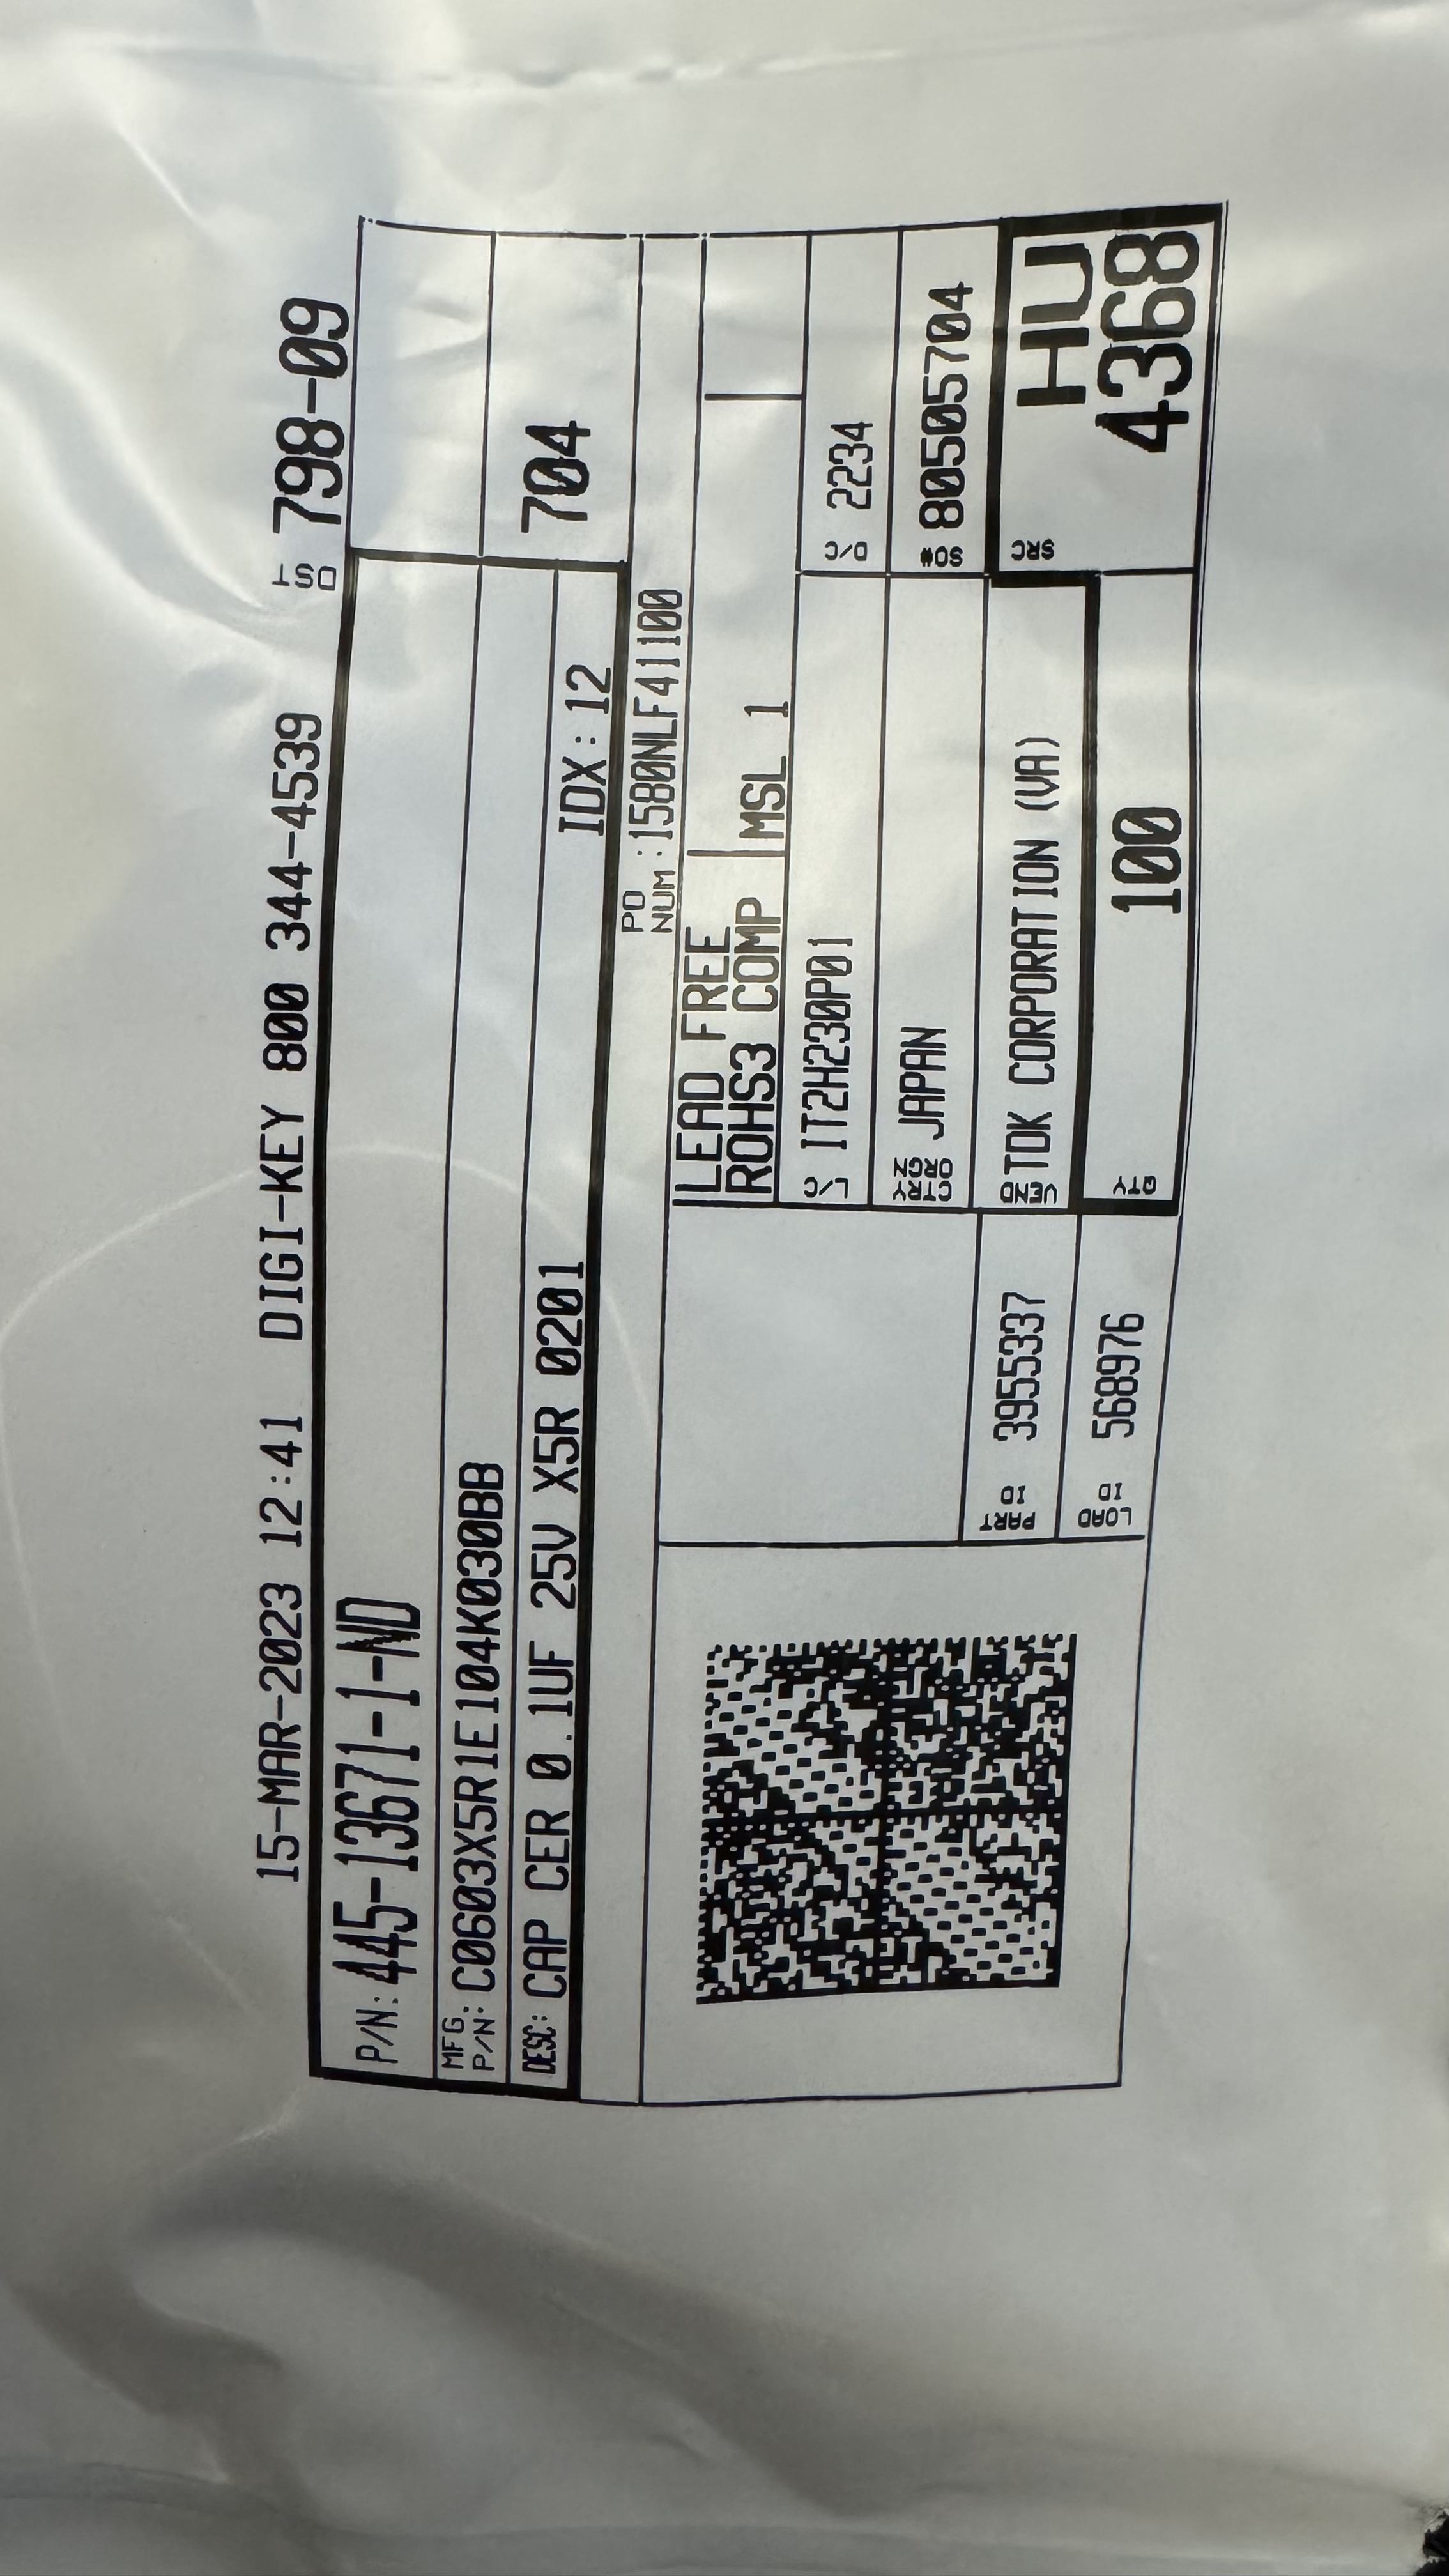 15-MAR-2023 12:41 DIGI-KEY 800 344-4539 DST 798-09
P/N: 445-13671-1-ND
MFG.
P/N: C0603X5R1E104K030BB
DESC: CAP CER 0.1UF 25V X5R 0201
IDX:12
704
PO
NUM :1580NLF41100
LEAD FREE
ROHS3 COMP
MSL 1
L/C IT2H230P01
D/C 2234
CTRY
ORGZ
JAPAN
SO# 80505704
PART
ID
3955337
VEND TDK CORPORATION (VA)
SRC HU
4368
LOAD
ID
568976
QTY 100